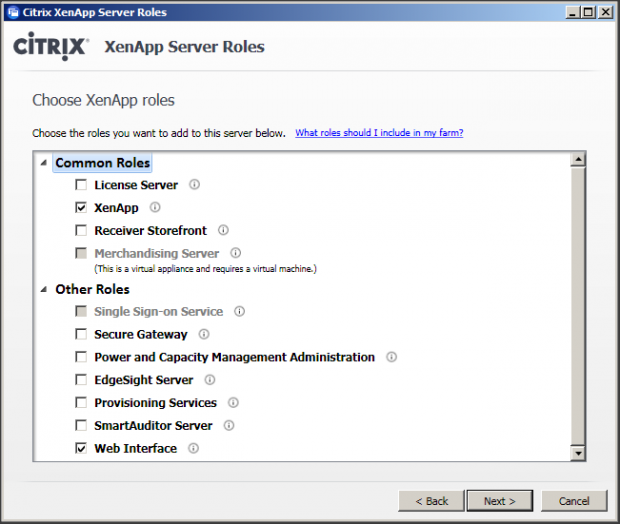 Citrix XenApp Server Roles
CITRIX® XenApp Server Roles
Choose XenApp roles
Choose the roles you want to add to this server below. What roles should I include in my farm?
Common Roles
License Server
XenApp
Receiver Storefront
Merchandising Server
(This is a virtual appliance and requires a virtual machine.)
Other Roles
Single Sign-on Service
Secure Gateway
Power and Capacity Management Administration
EdgeSight Server
Provisioning Services
SmartAuditor Server
Web Interface
< Back Next > Cancel